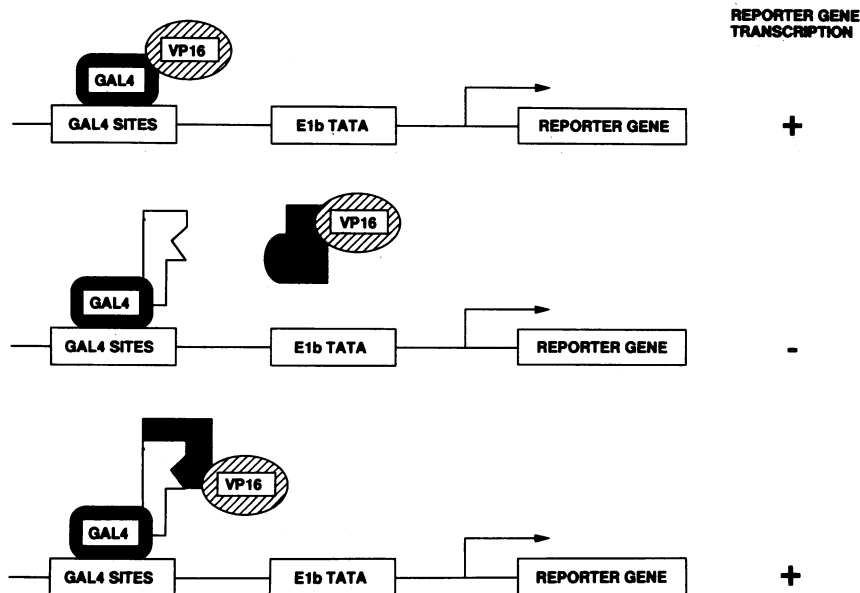 REPORTER GENE
TRANSCRIPTION
VP16
GAL4
GAL4 SITES
E1b TATA
REPORTER GENE
+
VP16
GAL4
GAL4 SITES
E1b TATA
REPORTER GENE
-
VP16
GAL4
GAL4 SITES
E1b TATA
REPORTER GENE
+